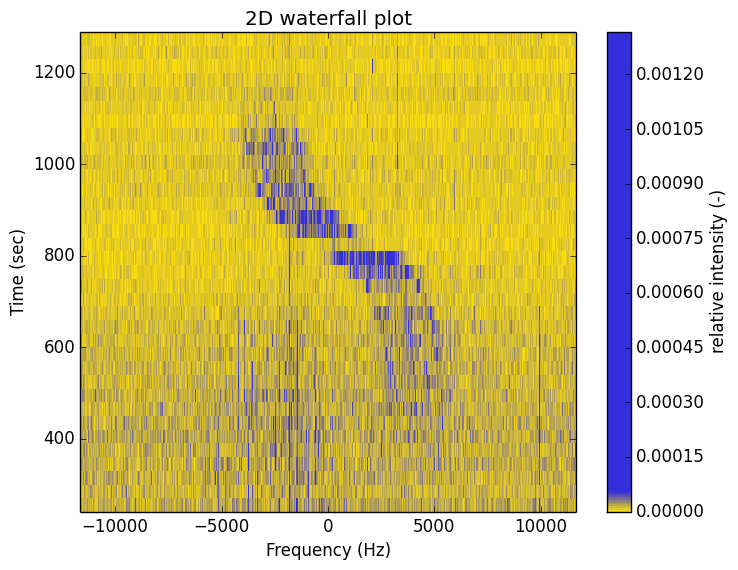 2D waterfall plot
1200
1000
800
600
400
Time (sec)
−10000 −5000 0 5000 10000
Frequency (Hz)
0.00120
0.00105
0.00090
0.00075
0.00060
0.00045
0.00030
0.00015
0.00000
relative intensity (-)